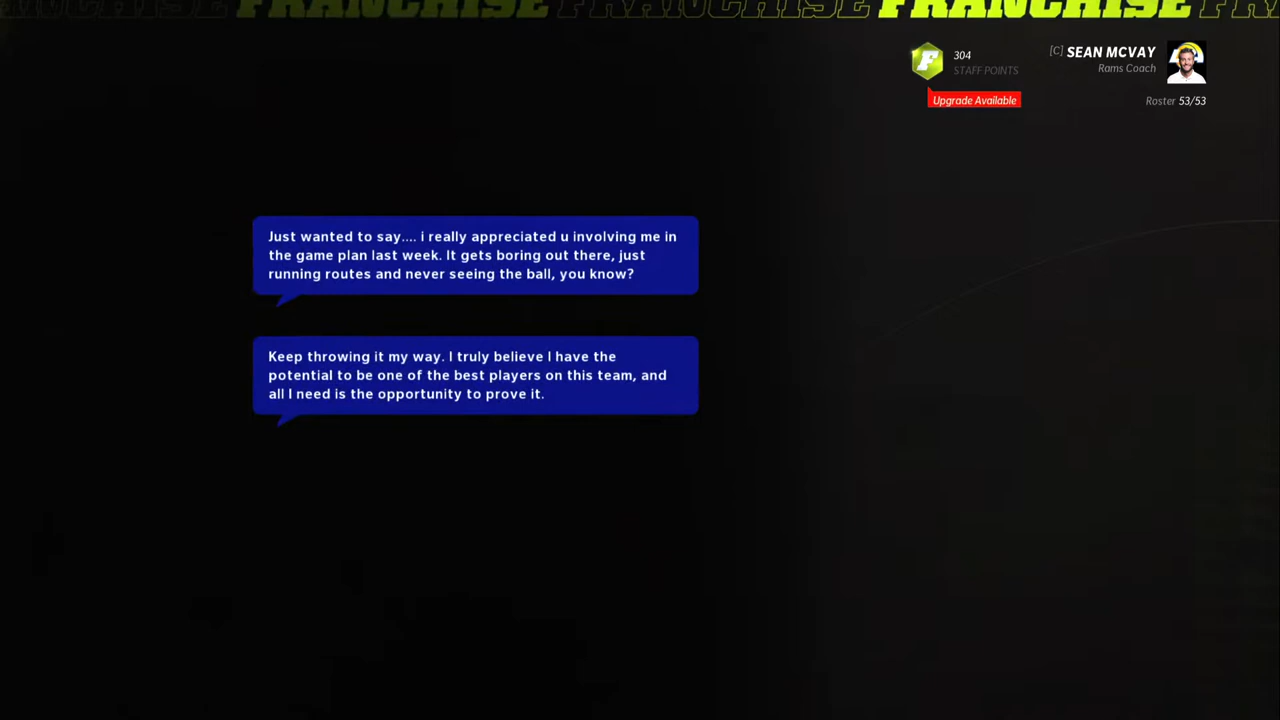 FRANCHISE FRANCHISE FRANCHISE FRANCHISE FR
304
STAFF POINTS
Upgrade Available
[C] SEAN MCVAY
Rams Coach
Roster 53/53
Just wanted to say.... i really appreciated u involving me in
the game plan last week. It gets boring out there, just
running routes and never seeing the ball, you know?
Keep throwing it my way. I truly believe I have the
potential to be one of the best players on this team, and
all I need is the opportunity to prove it.